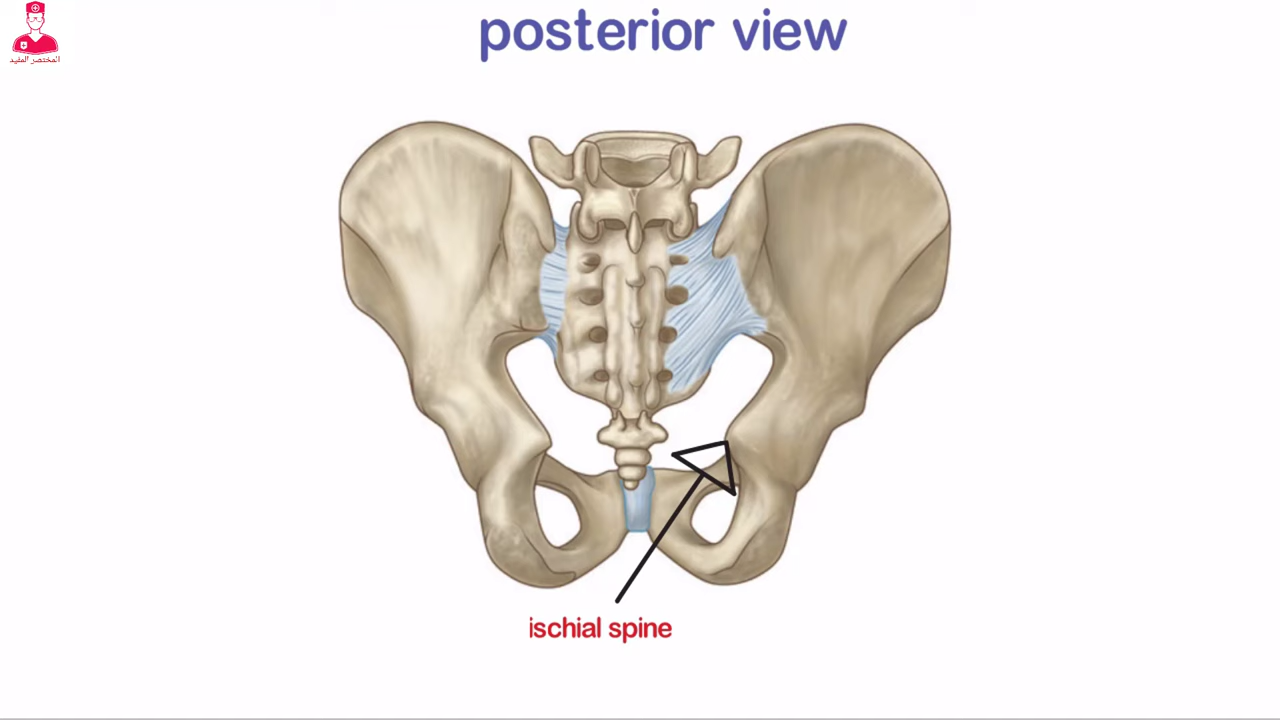 posterior view
المختصر المفيد
ischial spine